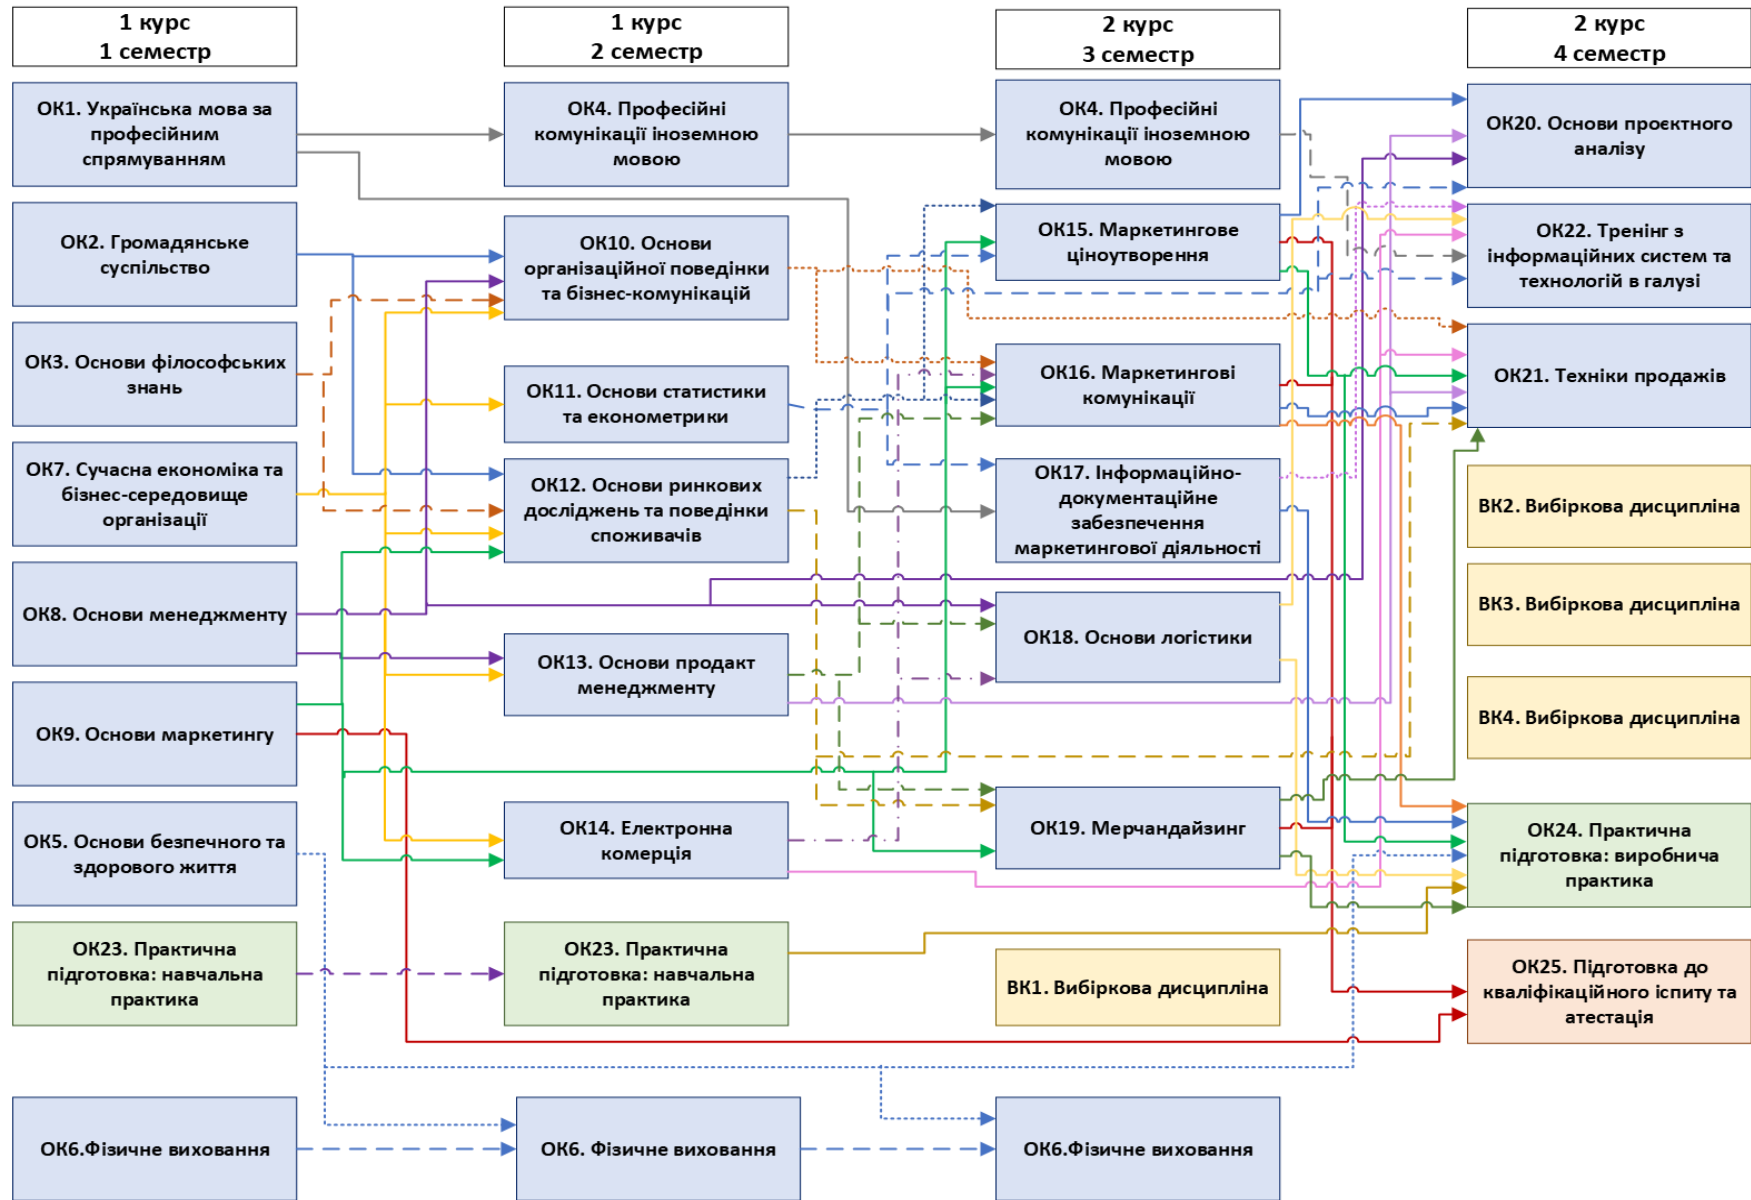 1 курс
1 семестр
1 курс
2 семестр
2 курс
3 семестр
2 курс
4 семестр
ОК1. Українська мова за
професійним
спрямуванням
ОК2. Громадянське
суспільство
ОК3. Основи філософських
знань
ОК7. Сучасна економіка та
бізнес-середовище
організації
ОК8. Основи менеджменту
ОК9. Основи маркетингу
ОК5. Основи безпечного та
здорового життя
ОК23. Практична
підготовка: навчальна
практика
ОК6.Фізичне виховання
ОК4. Професійні
комунікації іноземною
мовою
ОК10. Основи
організаційної поведінки
та бізнес-комунікацій
ОК11. Основи статистики
та економетрики
ОК12. Основи ринкових
досліджень та поведінки
споживачів
ОК13. Основи продакт
менеджменту
ОК14. Електронна
комерція
ОК23. Практична
підготовка: навчальна
практика
ОК6. Фізичне виховання
ОК4. Професійні
комунікації іноземною
мовою
ОК15. Маркетингове
ціноутворення
ОК16. Маркетингові
комунікації
ОК17. Інформаційно-
документаційне
забезпечення
маркетингової діяльності
ОК18. Основи логістики
ОК19. Мерчандайзинг
ВК1. Вибіркова дисципліна
ОК6.Фізичне виховання
ОК20. Основи проєктного
аналізу
ОК22. Тренінг з
інформаційних систем та
технологій в галузі
ОК21. Техніки продажів
ВК2. Вибіркова дисципліна
ВК3. Вибіркова дисципліна
ВК4. Вибіркова дисципліна
ОК24. Практична
підготовка: виробнича
практика
ОК25. Підготовка до
кваліфікаційного іспиту та
атестація